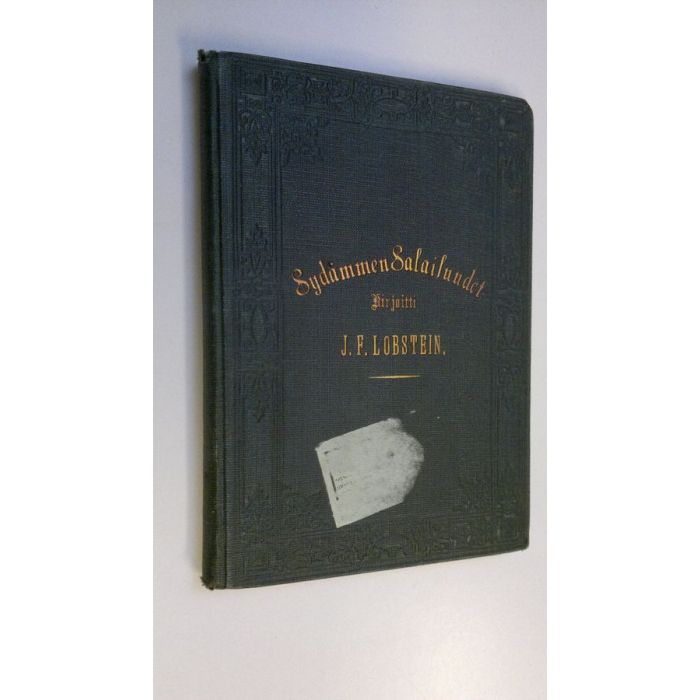 Sydämmen Salaisuudet
Kirjoitti
J. F. LOBSTEIN.